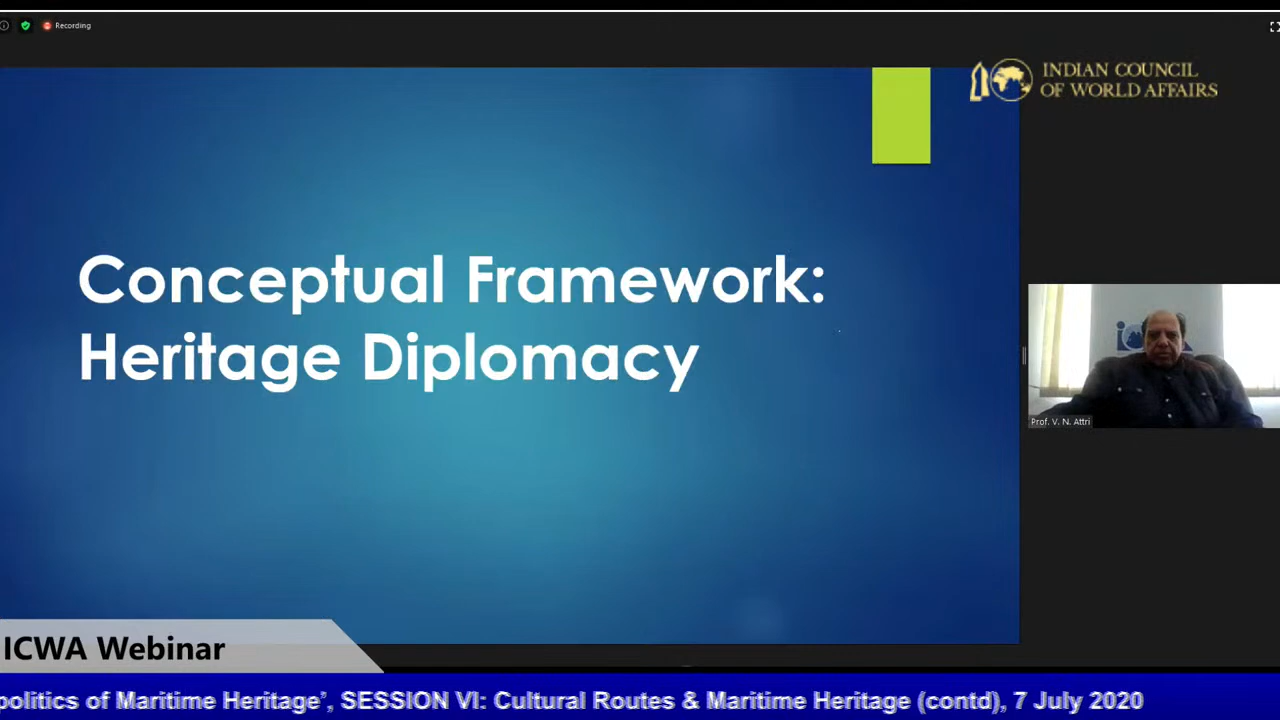 Recording
INDIAN COUNCIL
OF WORLD AFFAIRS
Conceptual Framework:
Heritage Diplomacy
Prof. V. N. Attri
ICWA Webinar
politics of Maritime Heritage', SESSION VI: Cultural Routes & Maritime Heritage (contd), 7 July 2020